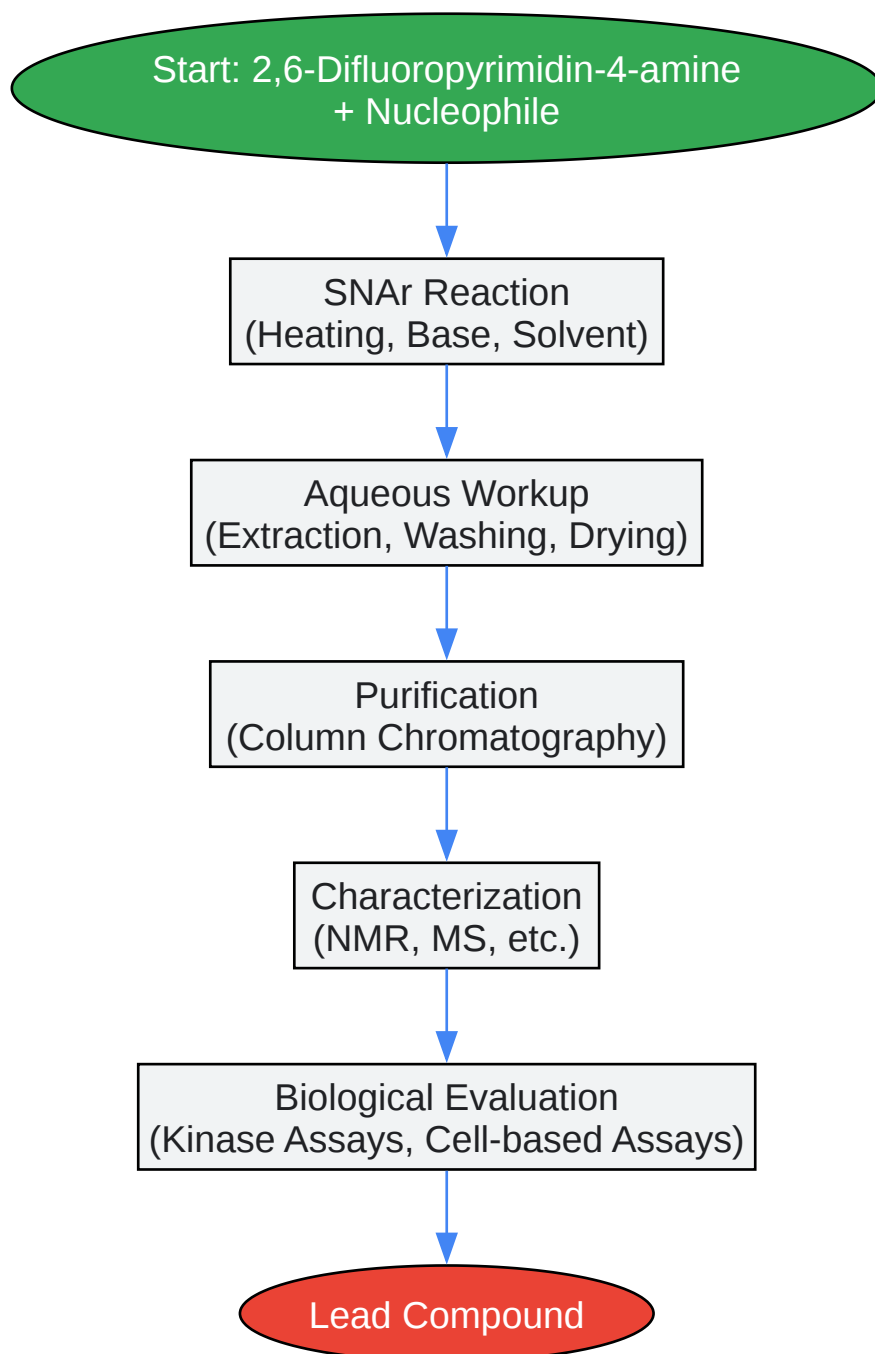 Start: 2,6-Difluoropyrimidin-4-amine
+ Nucleophile
SNAr Reaction
(Heating, Base, Solvent)
Aqueous Workup
(Extraction, Washing, Drying)
Purification
(Column Chromatography)
Characterization
(NMR, MS, etc.)
Biological Evaluation
(Kinase Assays, Cell-based Assays)
Lead Compound